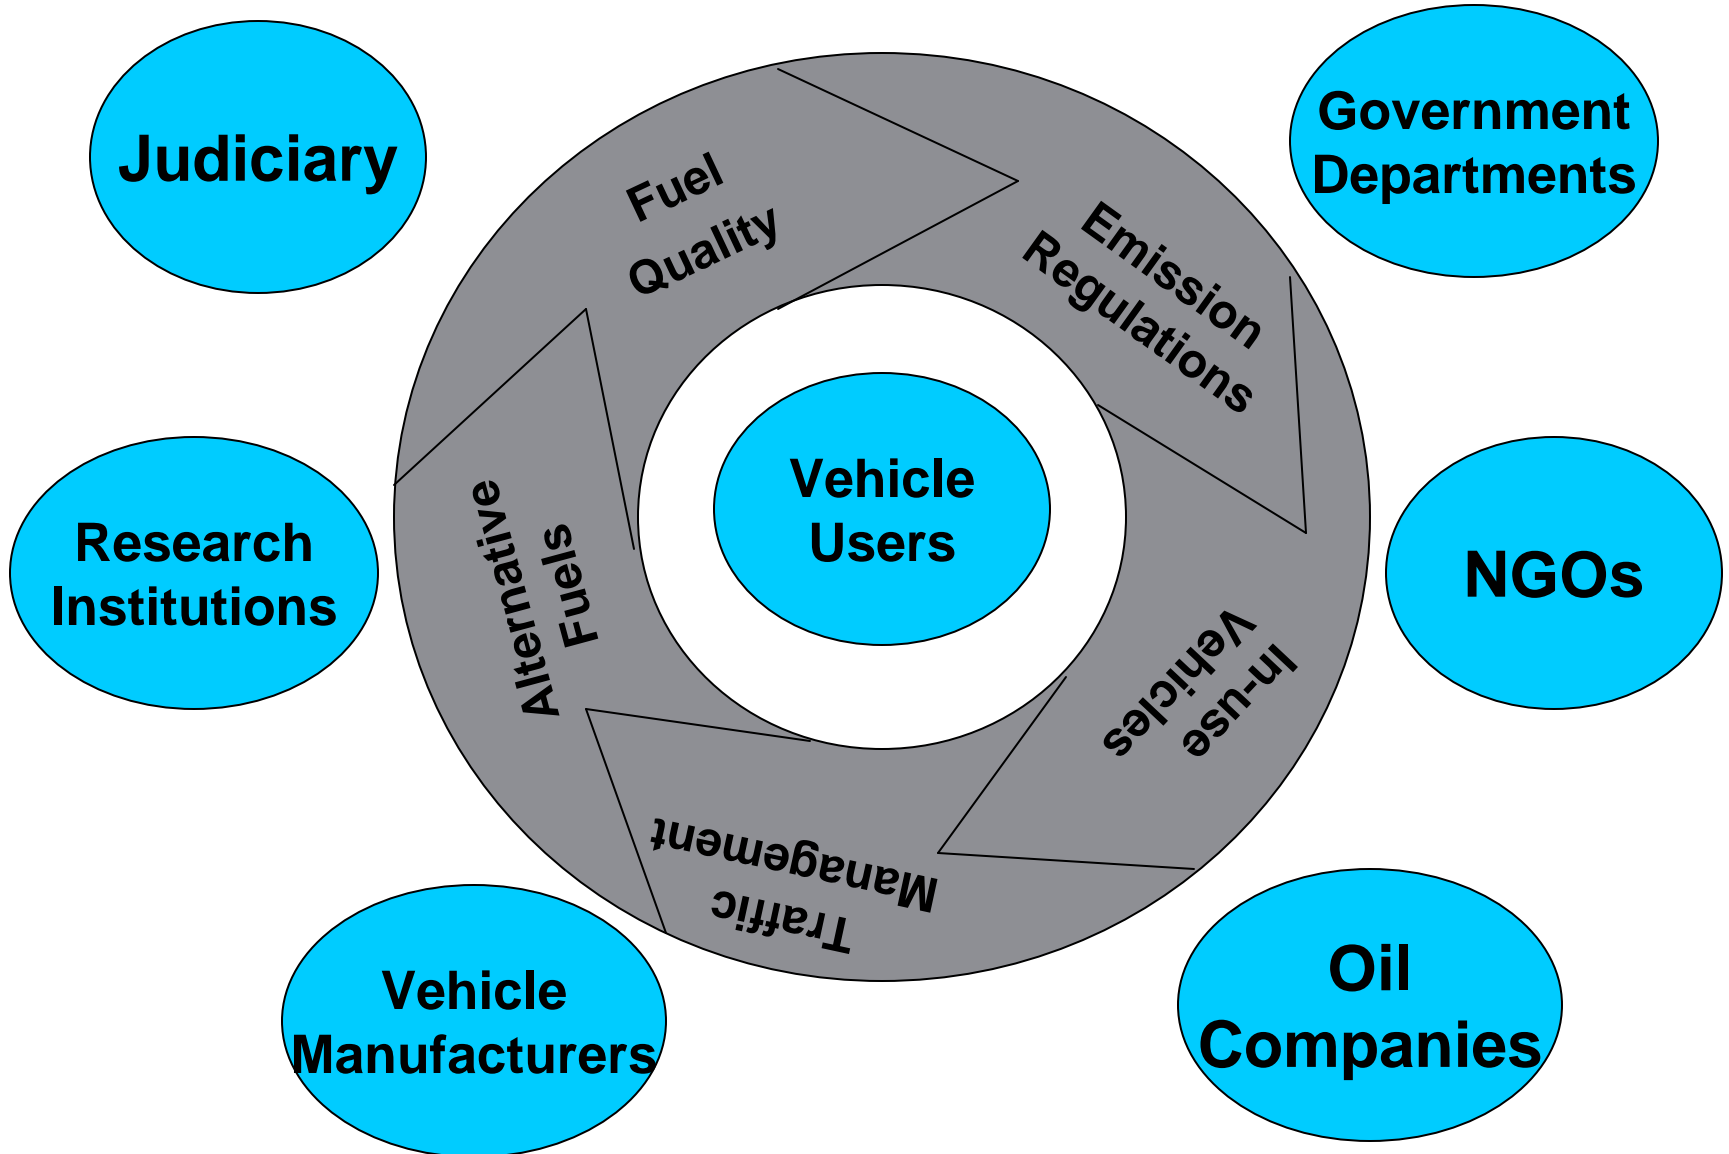 Judiciary
Government
Departments
Fuel
Quality
Emission
Regulations
Vehicle
Users
Research
Institutions
Alternative
Fuels
NGOs
In-use
Vehicles
Traffic
Management
Vehicle
Manufacturers
Oil
Companies